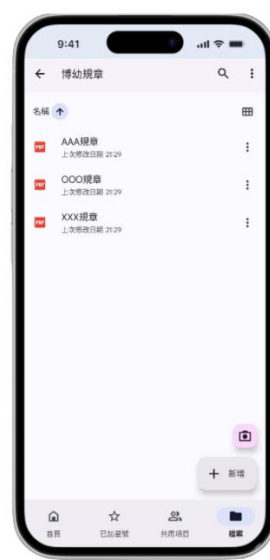 9:41
博幼規章
名稱
PDF
AAA規章
上次修改日期 21:29
PDF
OOO規章
上次修改日期 21:29
PDF
XXX規章
上次修改日期 21:29
新增
首頁
已加星號
共用項目
檔案